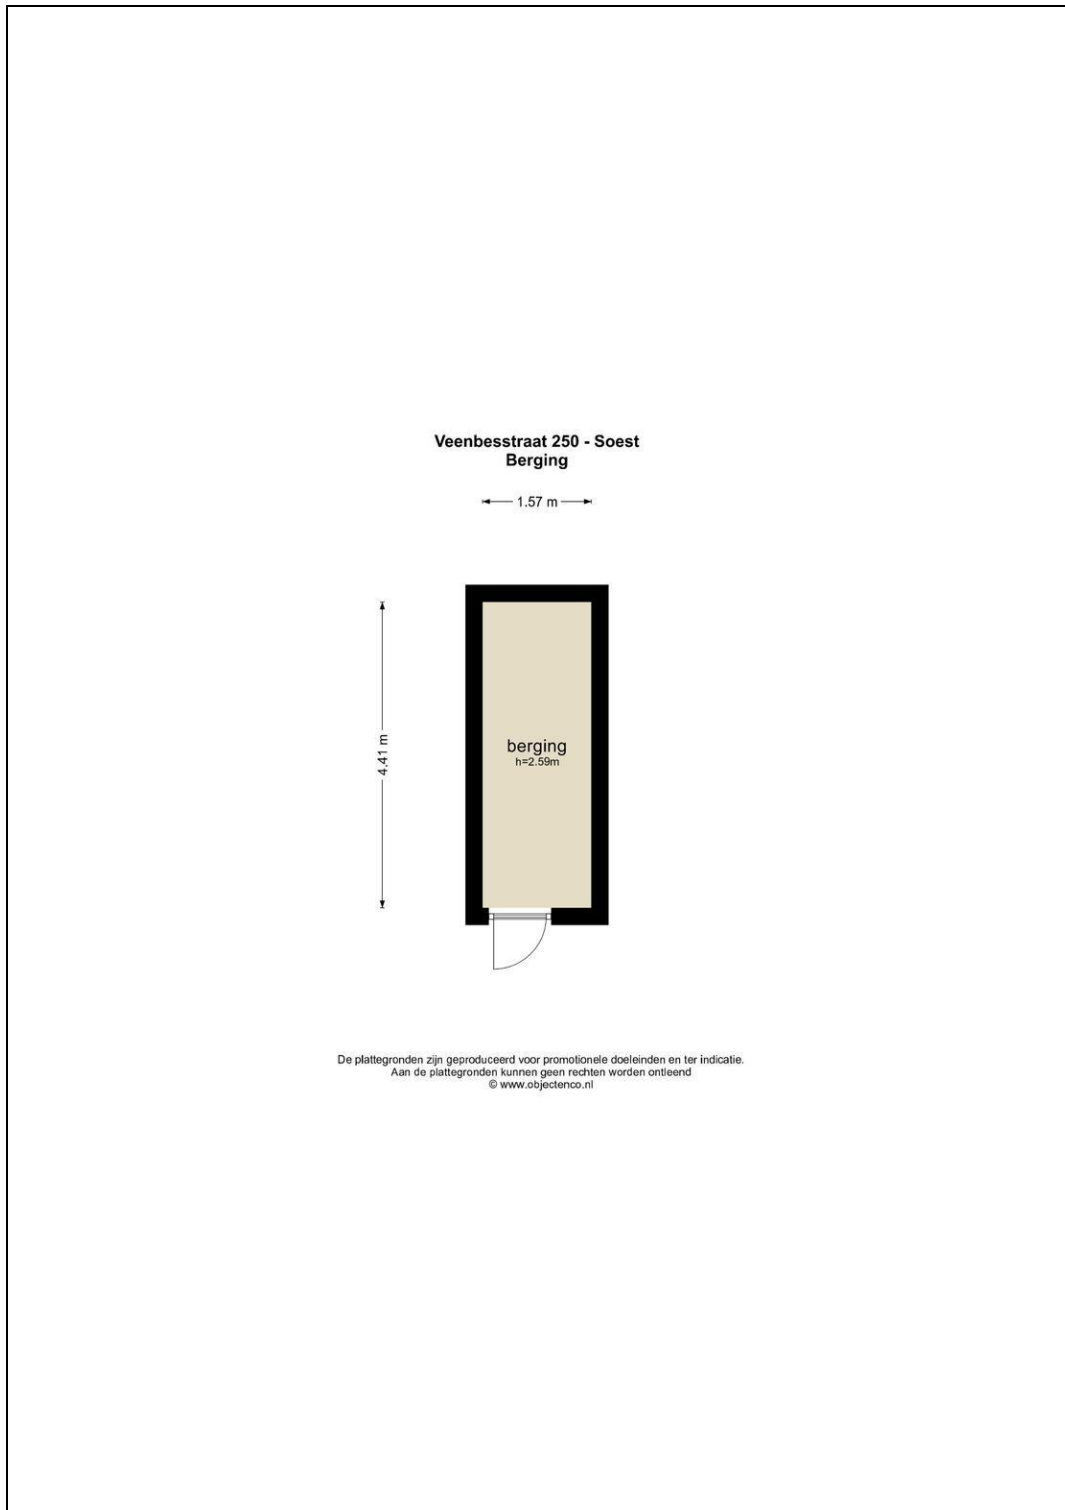 Veenbesstraat 250 - Soest
Berging
1.57 m
4.41 m
berging
h=2.59m
De plattegronden zijn geproduceerd voor promotionele doeleinden en ter indicatie.
Aan de plattegronden kunnen geen rechten worden ontleend
© www.objectenco.nl